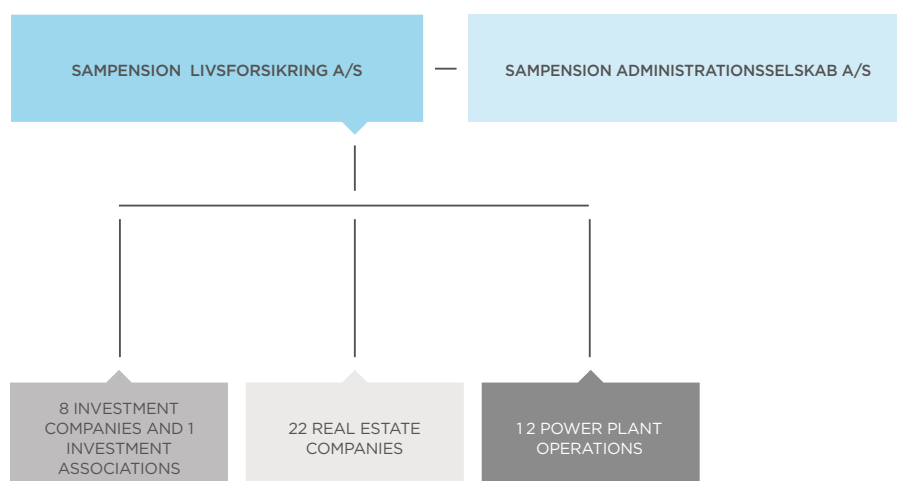 SAMPENSION LIVSFORSIKRING A/S
SAMPENSION ADMINISTRATIONSSELSKAB A/S
8 INVESTMENT
COMPANIES AND 1
INVESTMENT
ASSOCIATIONS
22 REAL ESTATE
COMPANIES
12 POWER PLANT
OPERATIONS